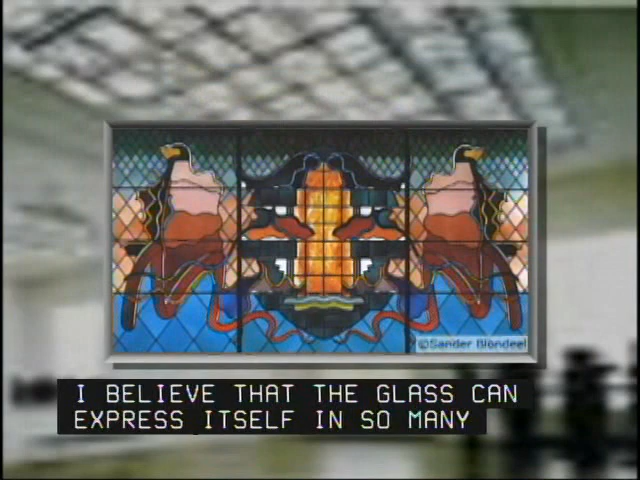 ©Sander Blondeel
I BELIEVE THAT THE GLASS CAN
EXPRESS ITSELF IN SO MANY